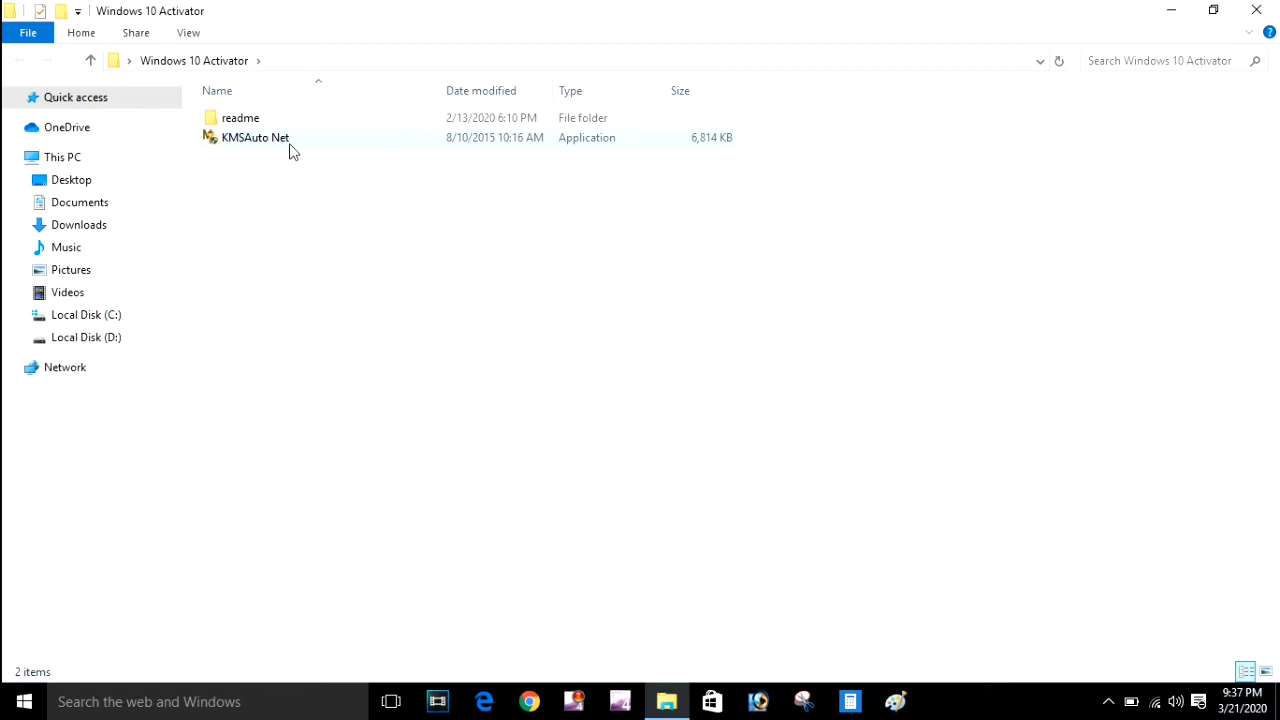 Windows 10 Activator
File Home Share View
Windows 10 Activator
Search Windows 10 Activator
Name Date modified Type Size
Quick access
OneDrive
This PC
Desktop
Documents
Downloads
Music
Pictures
Videos
Local Disk (C:)
Local Disk (D:)
Network
readme 2/13/2020 6:10 PM File folder
KMSAuto Net 8/10/2015 10:16 AM Application 6,814 KB
2 items
Search the web and Windows
9:37 PM
3/21/2020